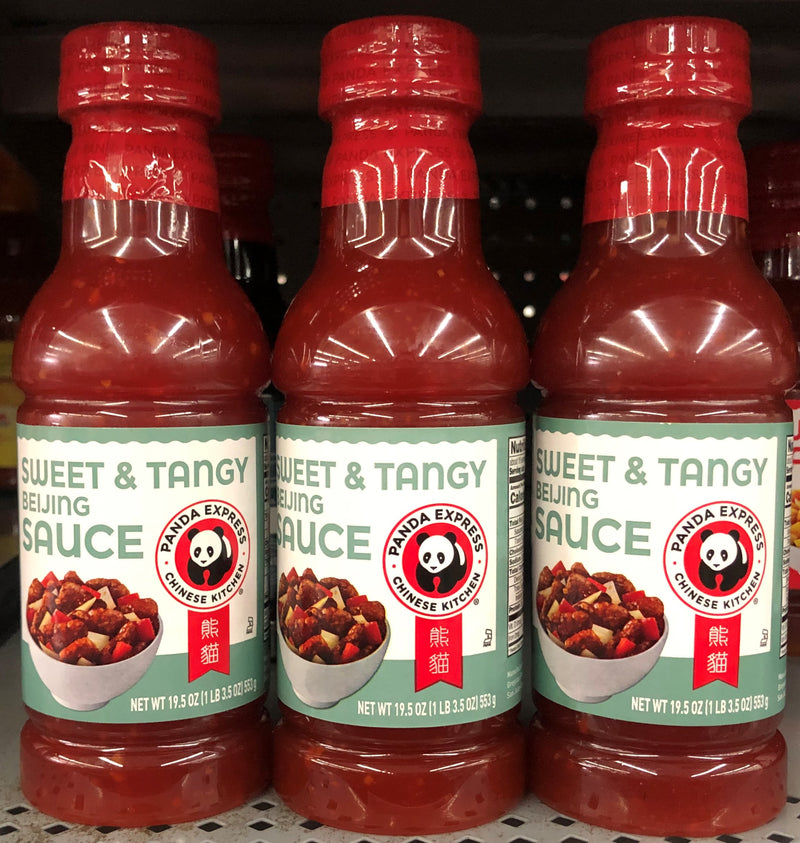 SWEET & TANGY
BEIJING
SAUCE
PANDA EXPRESS
CHINESE KITCHEN
®
熊
貓
NET WT 19.5 OZ (1 LB 3.5 OZ) 553 g
SWEET & TANGY
BEIJING
SAUCE
PANDA EXPRESS
CHINESE KITCHEN
®
熊
貓
NET WT 19.5 OZ (1 LB 3.5 OZ) 553 g
SWEET & TANGY
BEIJING
SAUCE
PANDA EXPRESS
CHINESE KITCHEN
®
熊
貓
NET WT 19.5 OZ (1 LB 3.5 OZ) 553 g